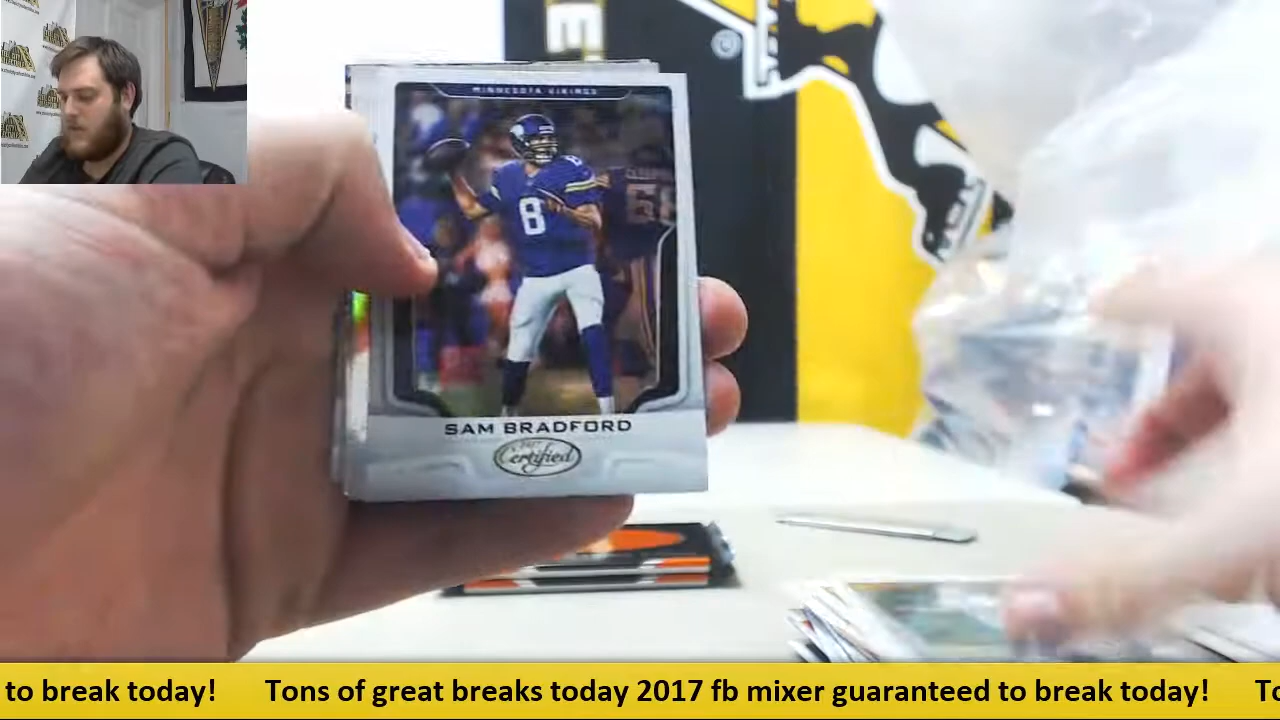 MINNESOTA VIKINGS
8
SAM BRADFORD
Certified
to break today! Tons of great breaks today 2017 fb mixer guaranteed to break today! To